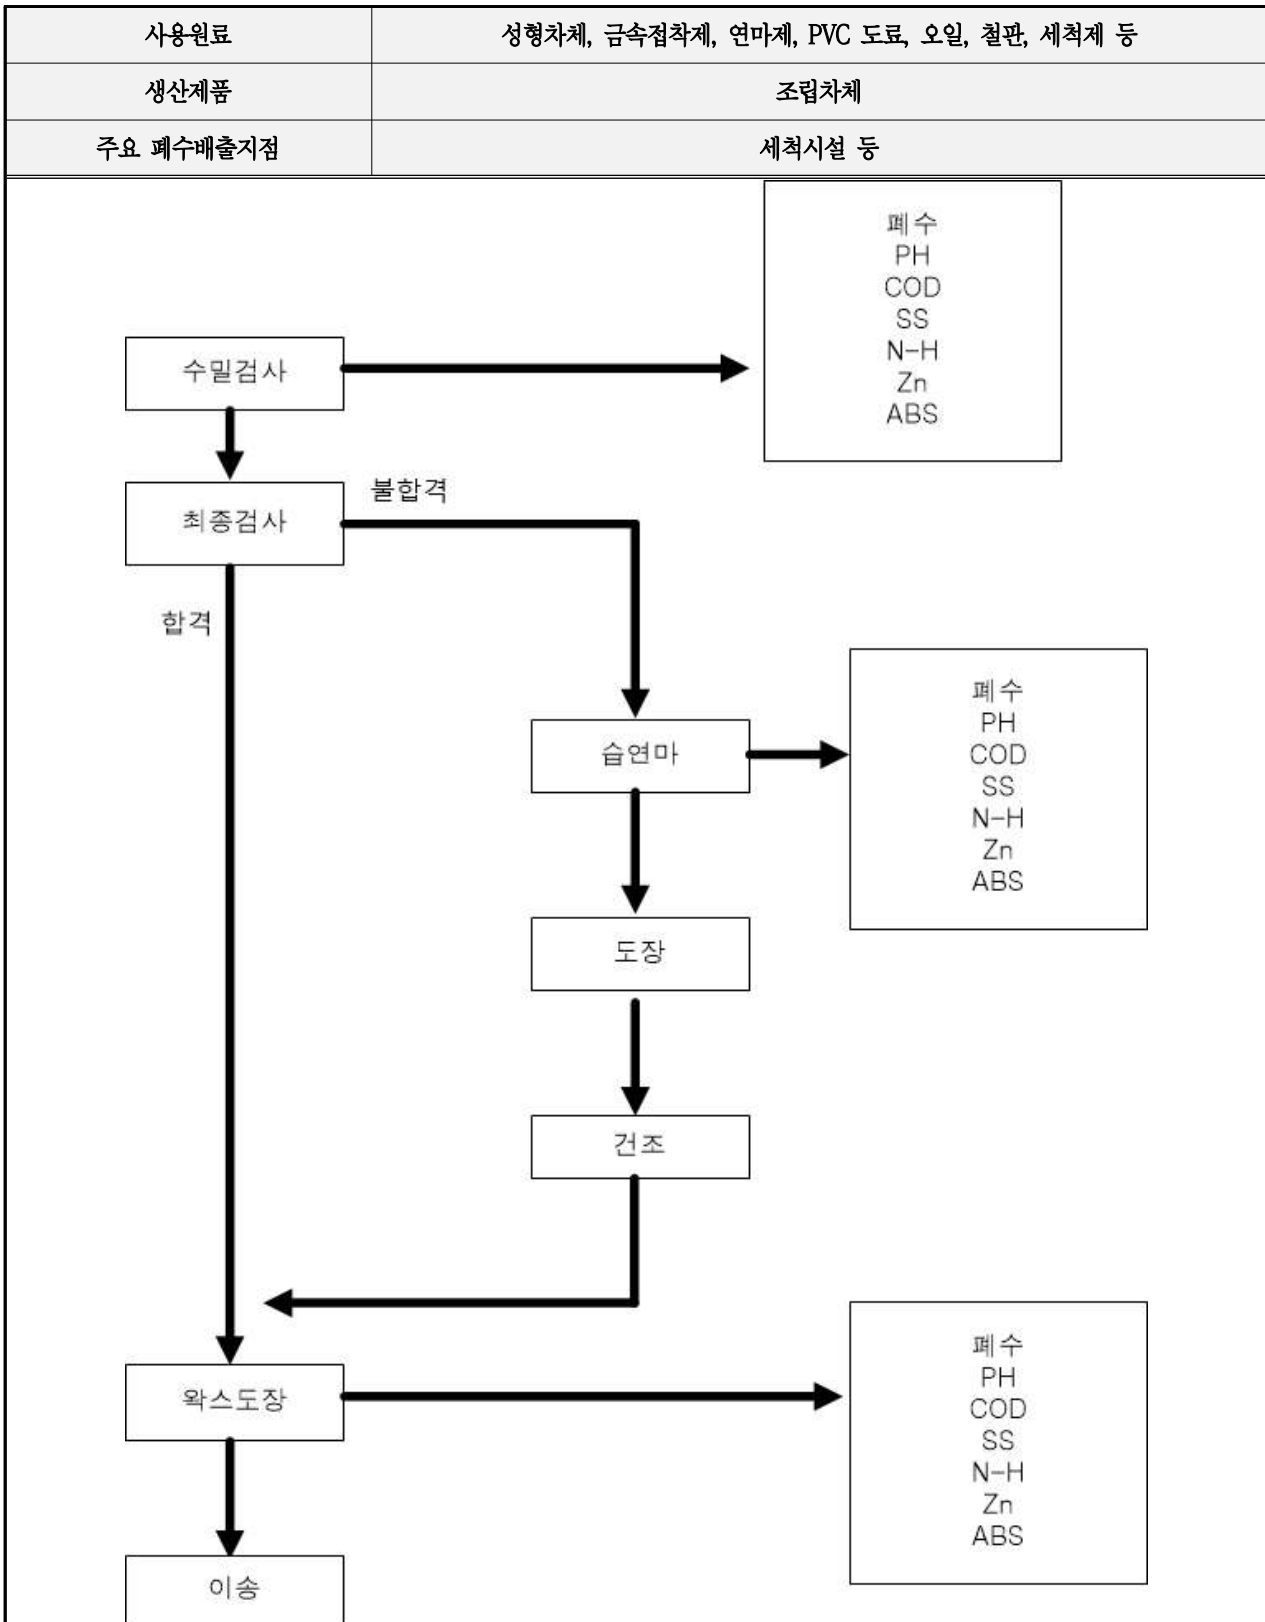 사용원료
성형차체, 금속접착제, 연마제, PVC 도료, 오일, 철판, 세척제 등
생산제품
조립차체
주요 폐수배출지점
세척시설 등
폐수
PH
COD
SS
N-H
Zn
ABS
수밀검사
불합격
최종검사
합격
폐수
PH
COD
SS
N-H
Zn
ABS
습연마
도장
건조
폐수
PH
COD
SS
N-H
Zn
ABS
왁스도장
이송